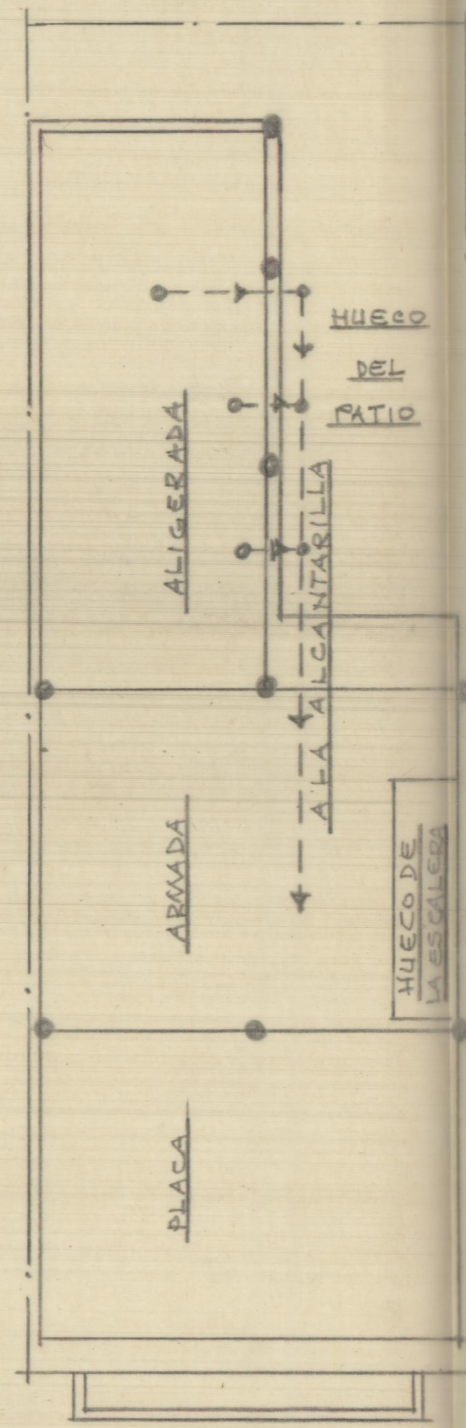 HUECO
DEL
PATIO
PLACA
ARMADA
ALIGERADA
A LA ALCANTARILLA
HUECO DE
LA ESCALERA